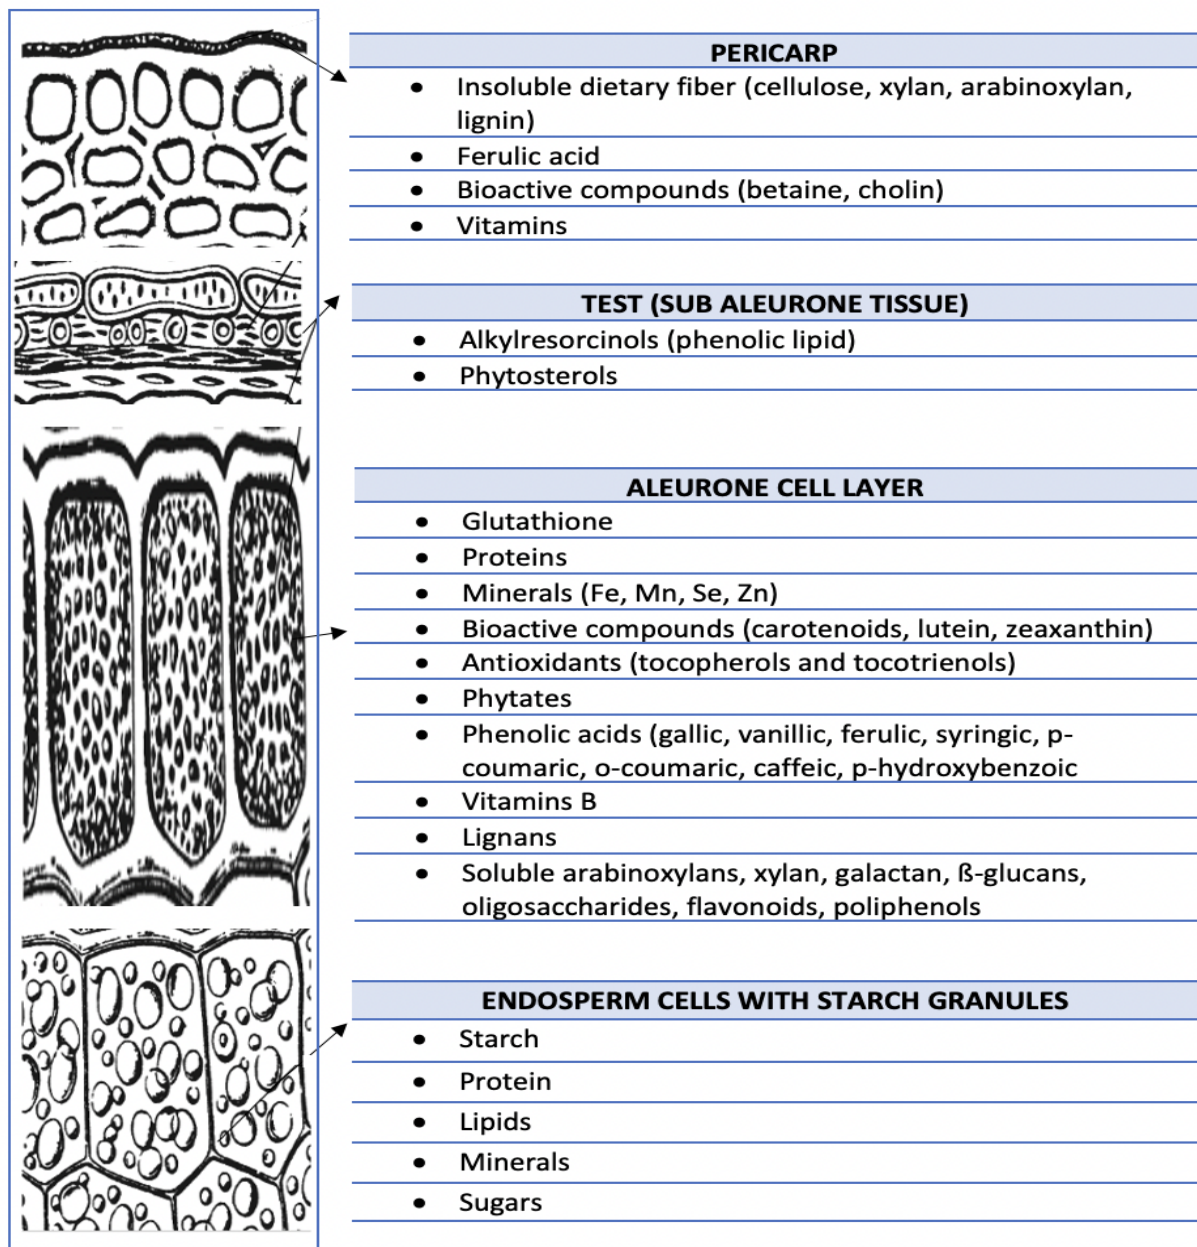 PERICARP
• Insoluble dietary fiber (cellulose, xylan, arabinoxylan,
lignin)
• Ferulic acid
• Bioactive compounds (betaine, cholin)
• Vitamins
TEST (SUB ALEURONE TISSUE)
• Alkylresorcinols (phenolic lipid)
• Phytosterols
ALEURONE CELL LAYER
• Glutathione
• Proteins
• Minerals (Fe, Mn, Se, Zn)
• Bioactive compounds (carotenoids, lutein, zeaxanthin)
• Antioxidants (tocopherols and tocotrienols)
• Phytates
• Phenolic acids (gallic, vanillic, ferulic, syringic, p-
coumaric, o-coumaric, caffeic, p-hydroxybenzoic
• Vitamins B
• Lignans
• Soluble arabinoxylans, xylan, galactan, ß-glucans,
oligosaccharides, flavonoids, poliphenols
ENDOSPERM CELLS WITH STARCH GRANULES
• Starch
• Protein
• Lipids
• Minerals
• Sugars